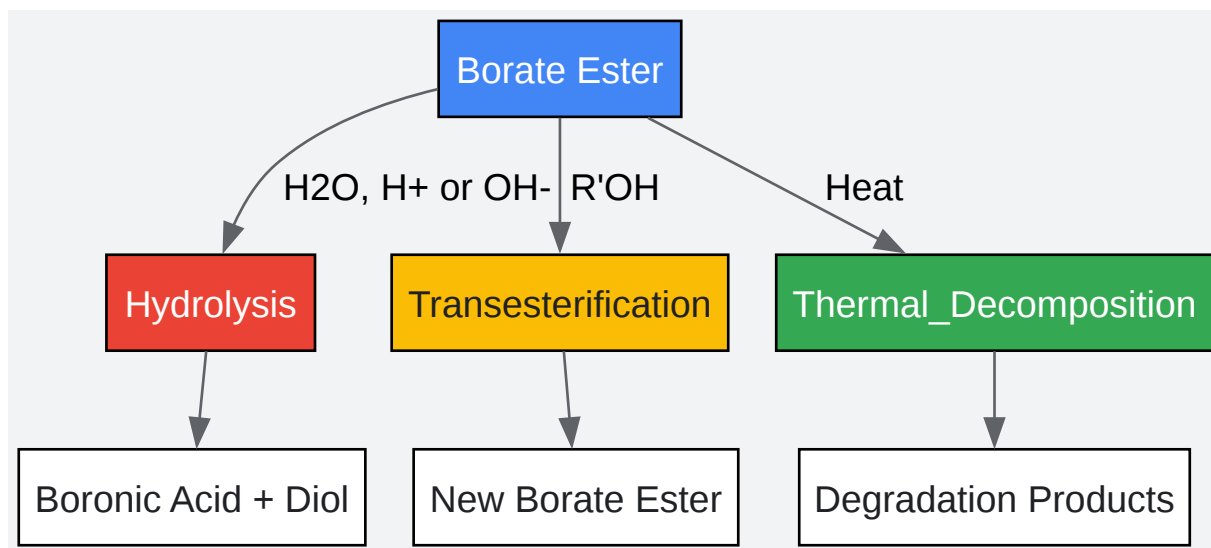 Borate Ester
H2O, H+ or OH-
R'OH
Heat
Hydrolysis
Transesterification
Thermal_Decomposition
Boronic Acid + Diol
New Borate Ester
Degradation Products